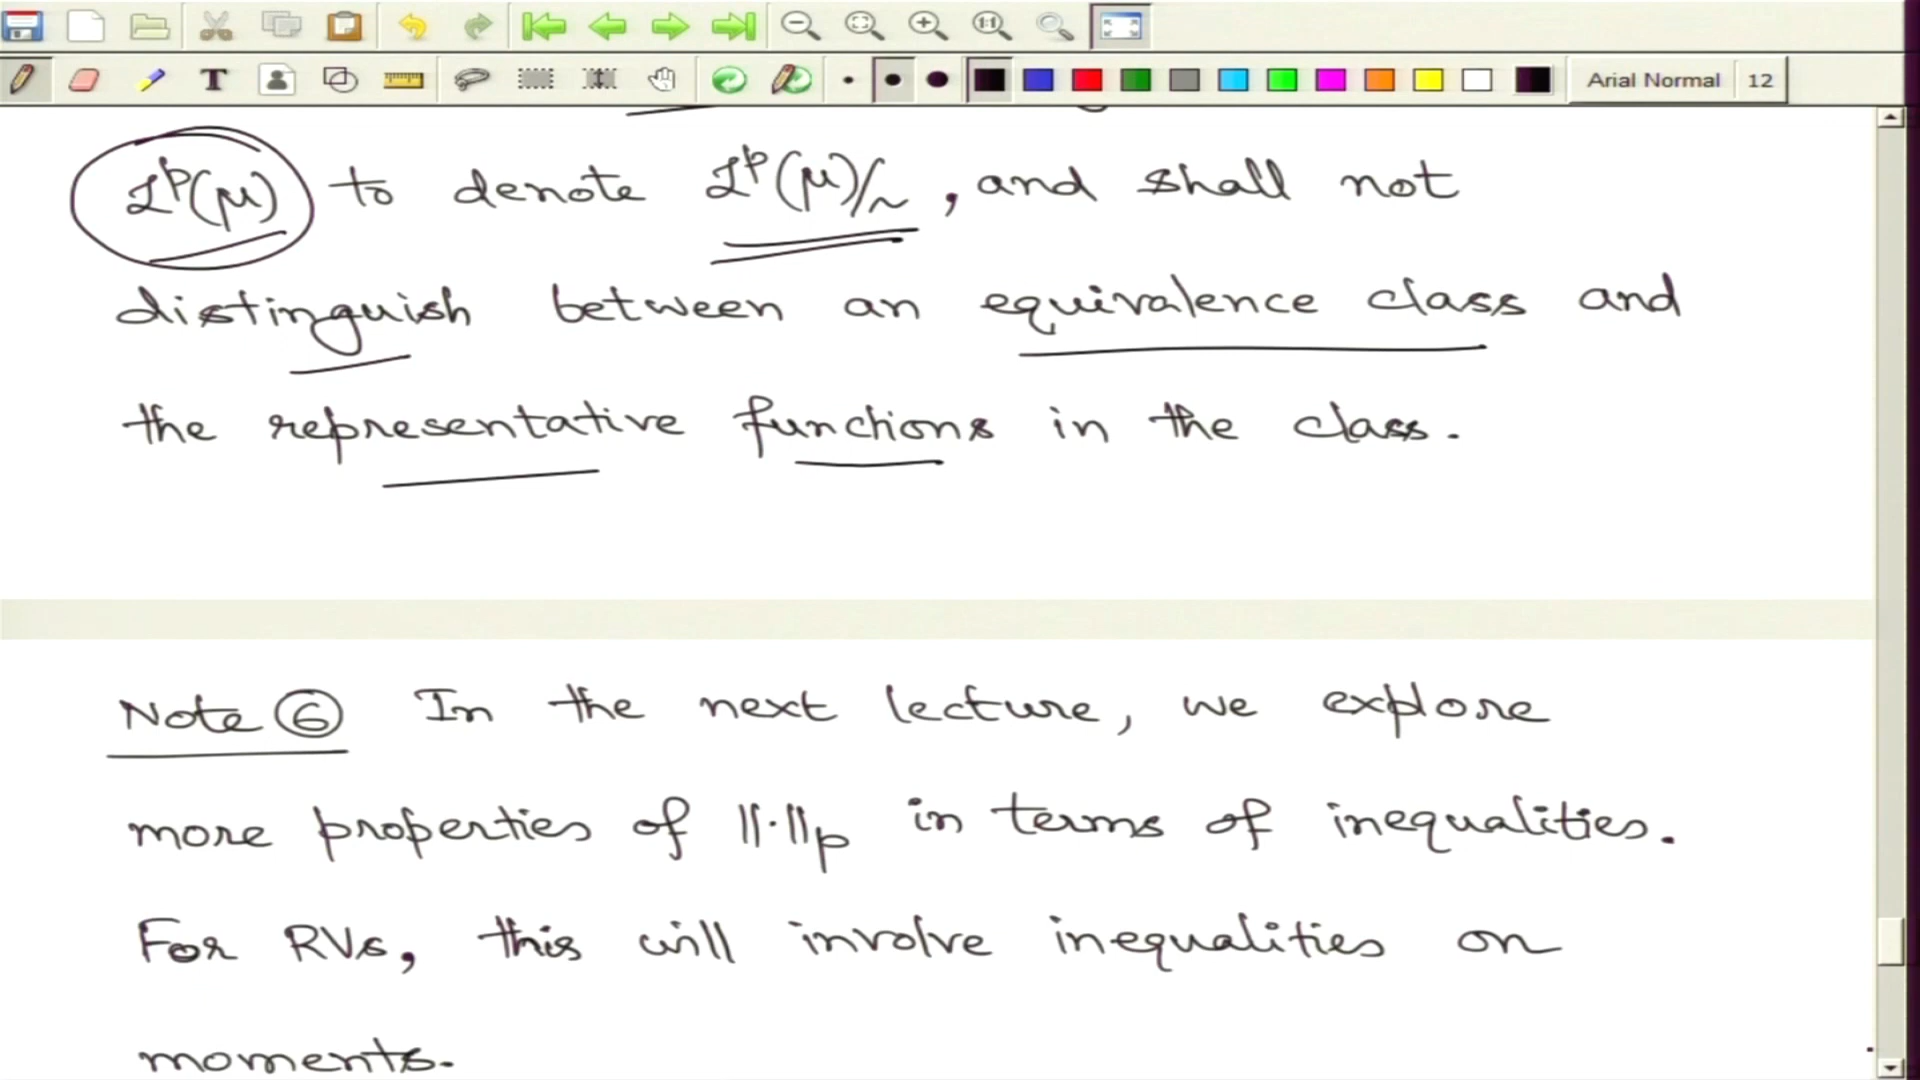 1:1
T
Arial Normal 12
ℒᵖ(μ) to denote ℒᵖ(μ)/~, and shall not
distinguish between an equivalence class and
the representative functions in the class.
Note ⑥ In the next lecture, we explore
more properties of ||·||ₚ in terms of inequalities.
For RVs, this will involve inequalities on
moments.